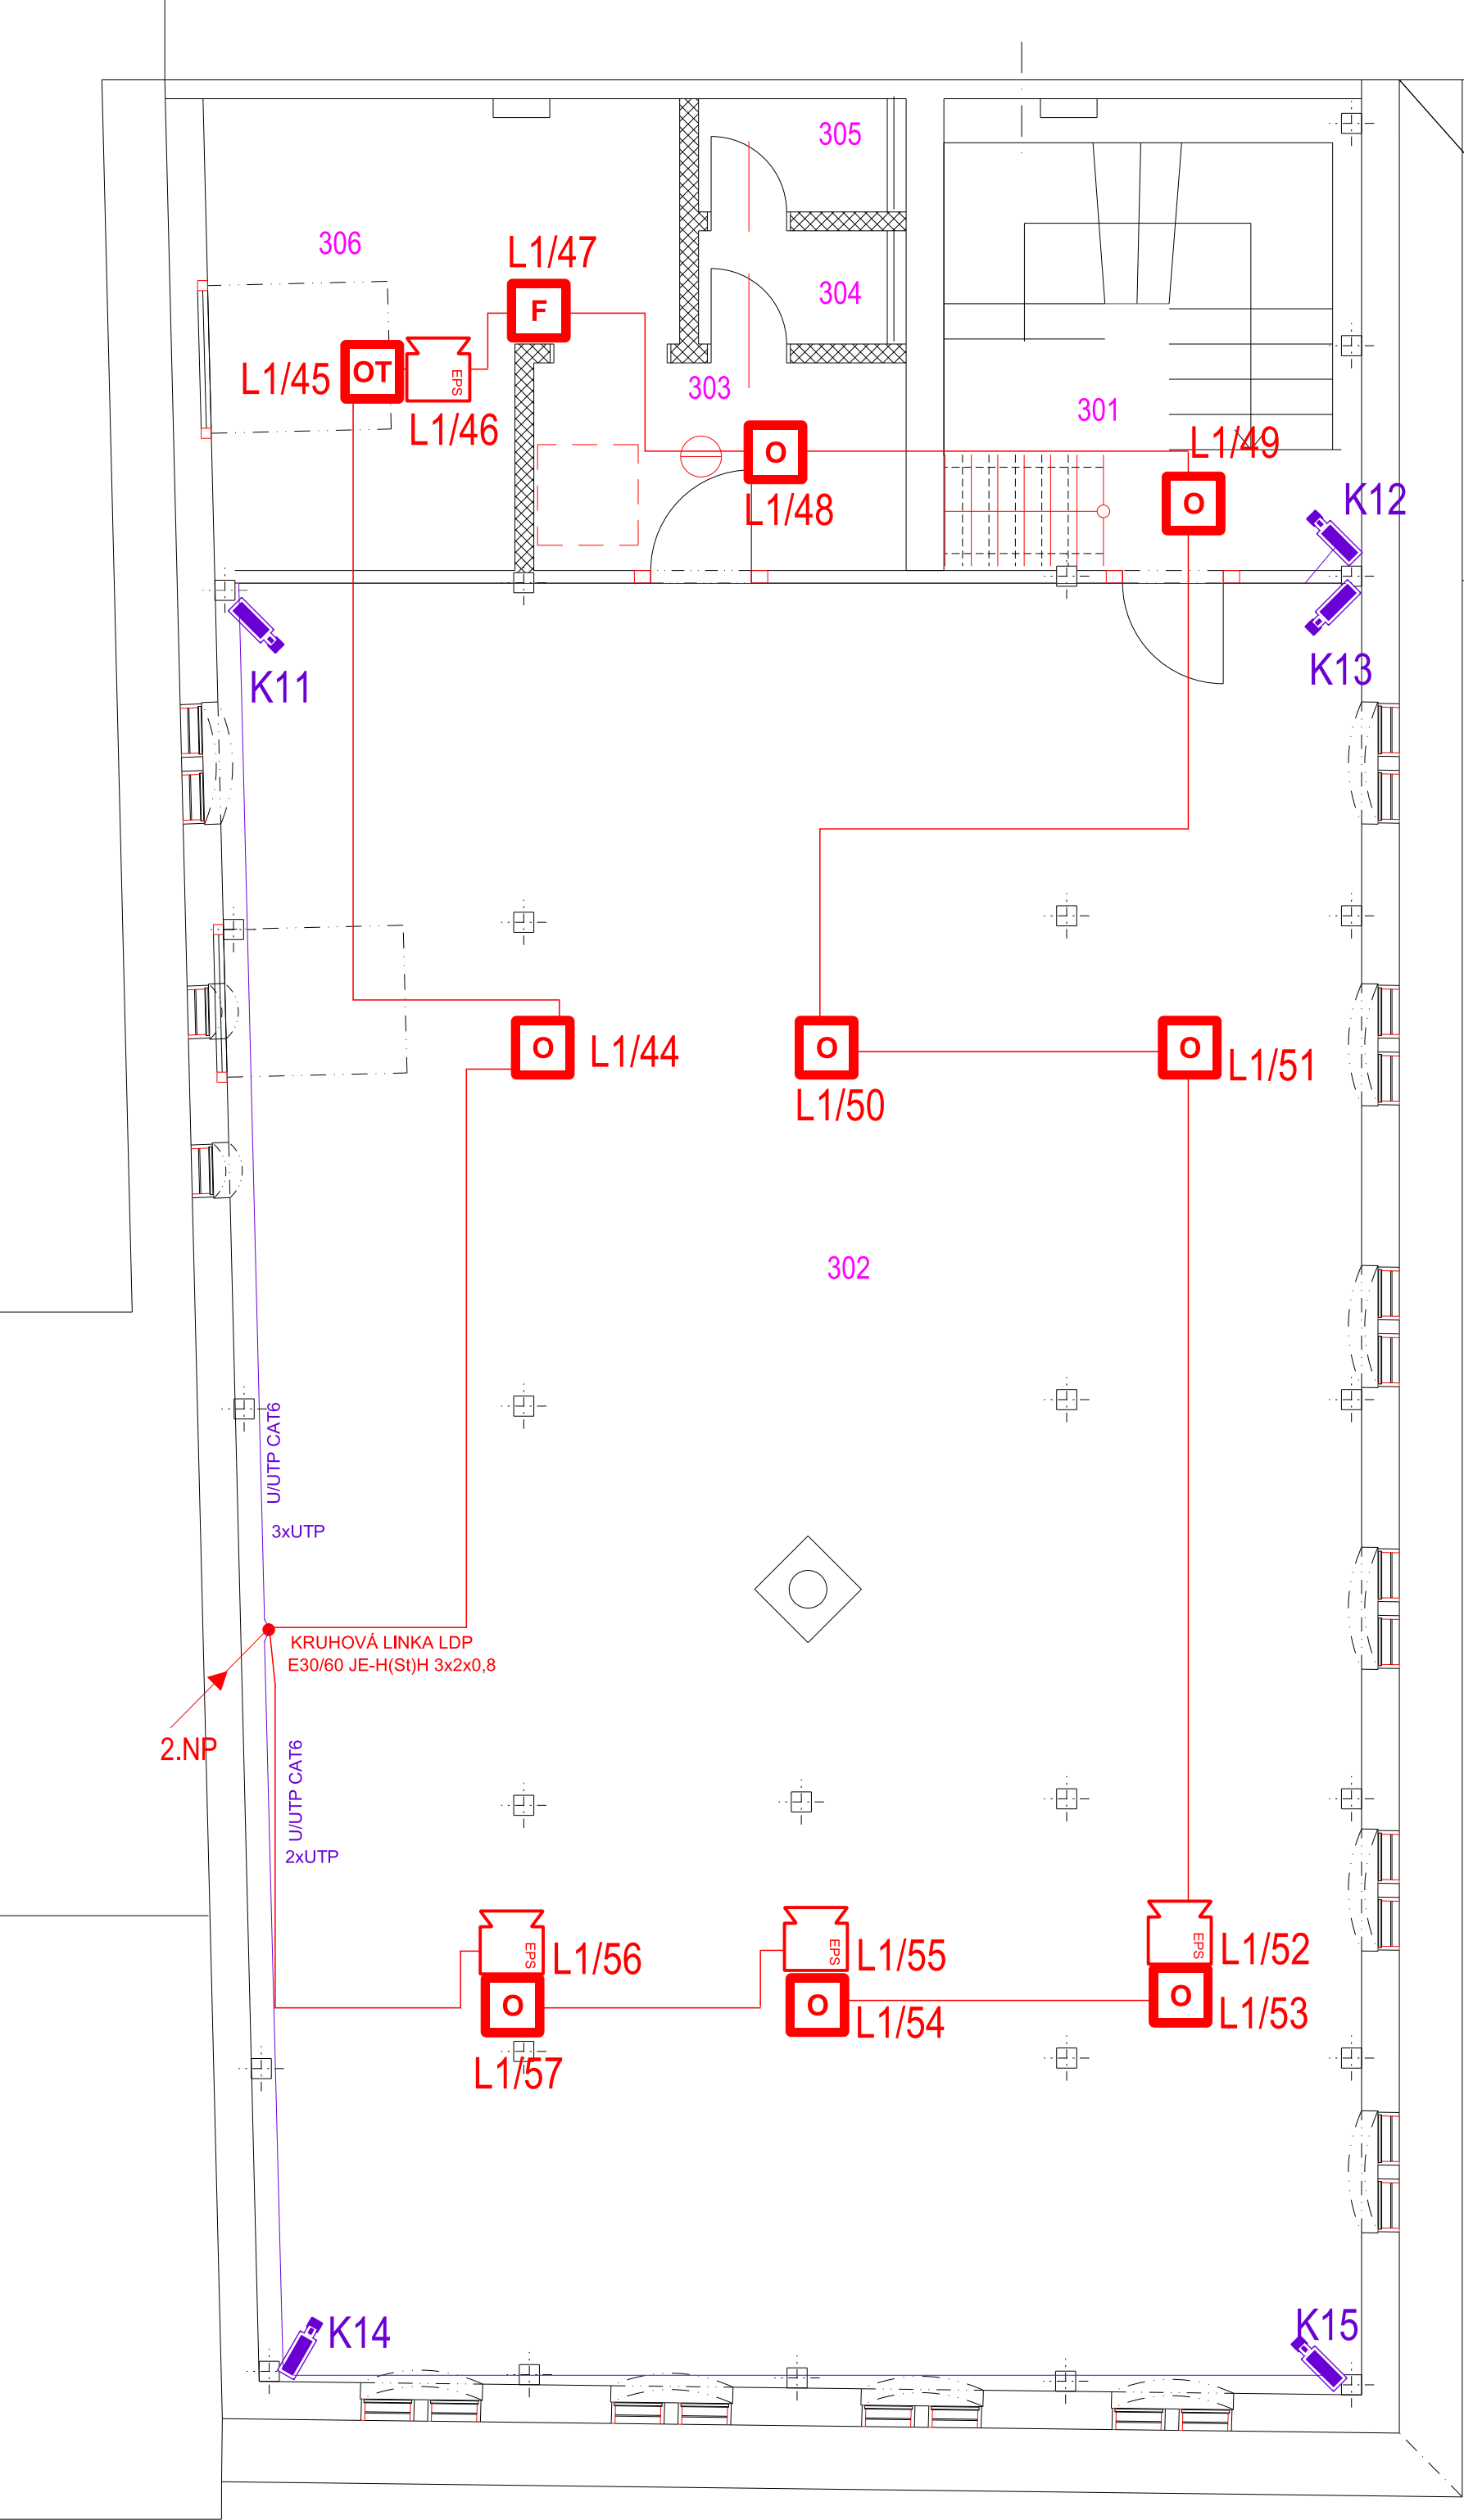 305
306
L1/47
304
F
OT
L1/45
EPS
303
L1/46
301
L1/49
O
L1/48
O
K12
K13
K11
O
L1/44
O
L1/50
O
L1/51
302
U/UTP CAT6
3xUTP
KRUHOVÁ LINKA LDP
E30/60 JE-H(St)H 3x2x0,8
2.NP
U/UTP CAT6
2xUTP
EPS
L1/56
EPS
L1/55
EPS
L1/52
O
L1/57
O
L1/54
O
L1/53
K14
K15